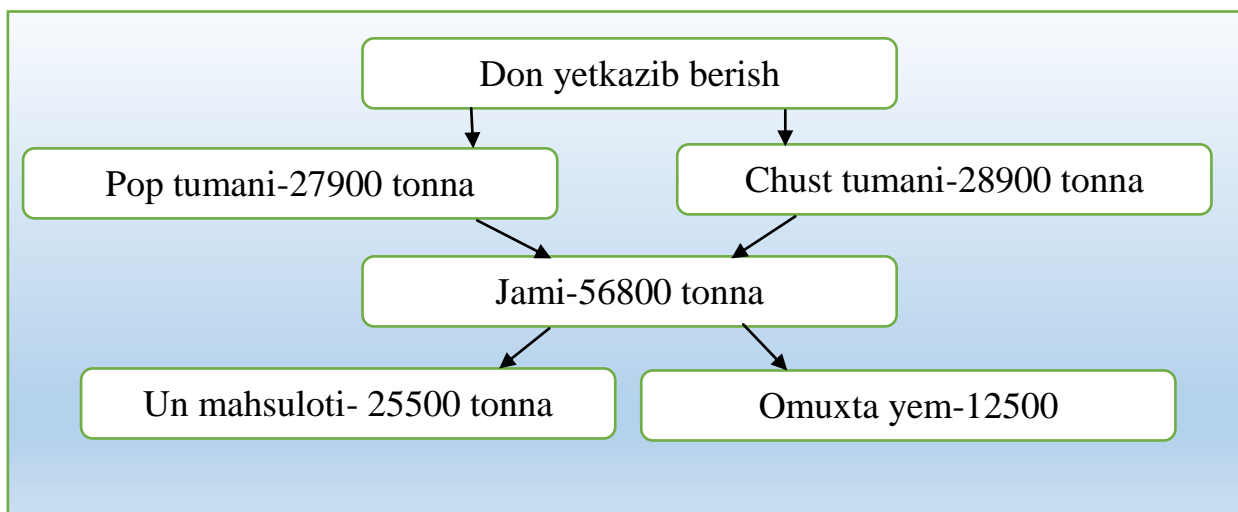 Don yetkazib berish
Pop tumani-27900 tonna
Chust tumani-28900 tonna
Jami-56800 tonna
Un mahsuloti- 25500 tonna
Omuxta yem-12500